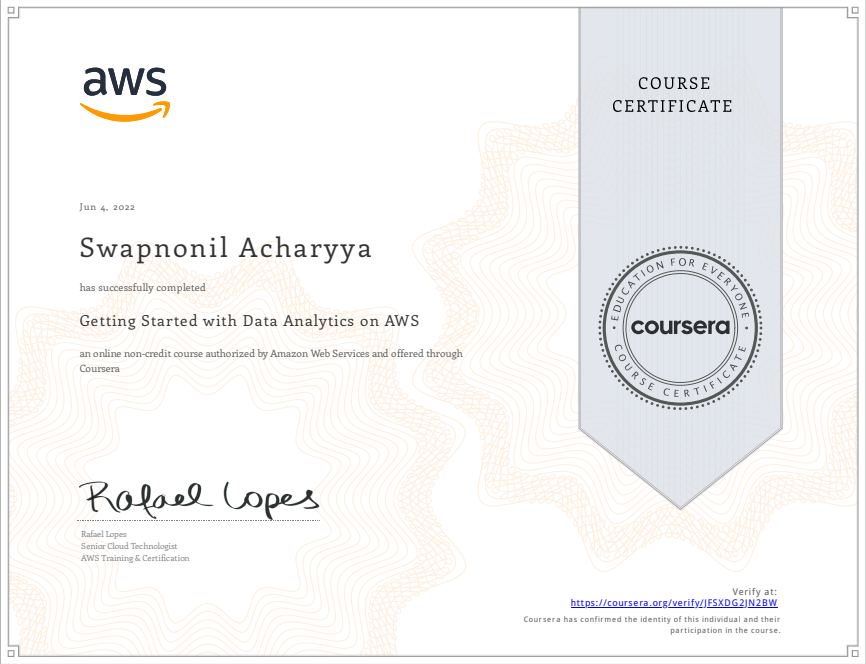 aws
COURSE
CERTIFICATE
Jun 4, 2022
Swapnonil Acharyya
has successfully completed
Getting Started with Data Analytics on AWS
an online non-credit course authorized by Amazon Web Services and offered through
Coursera
EDUCATION FOR EVERYONE
coursera
COURSE CERTIFICATE
Rafael Lopes
Rafael Lopes
Senior Cloud Technologist
AWS Training & Certification
Verify at:
https://coursera.org/verify/JFSXDG2JN2BW
Coursera has confirmed the identity of this individual and their
participation in the course.